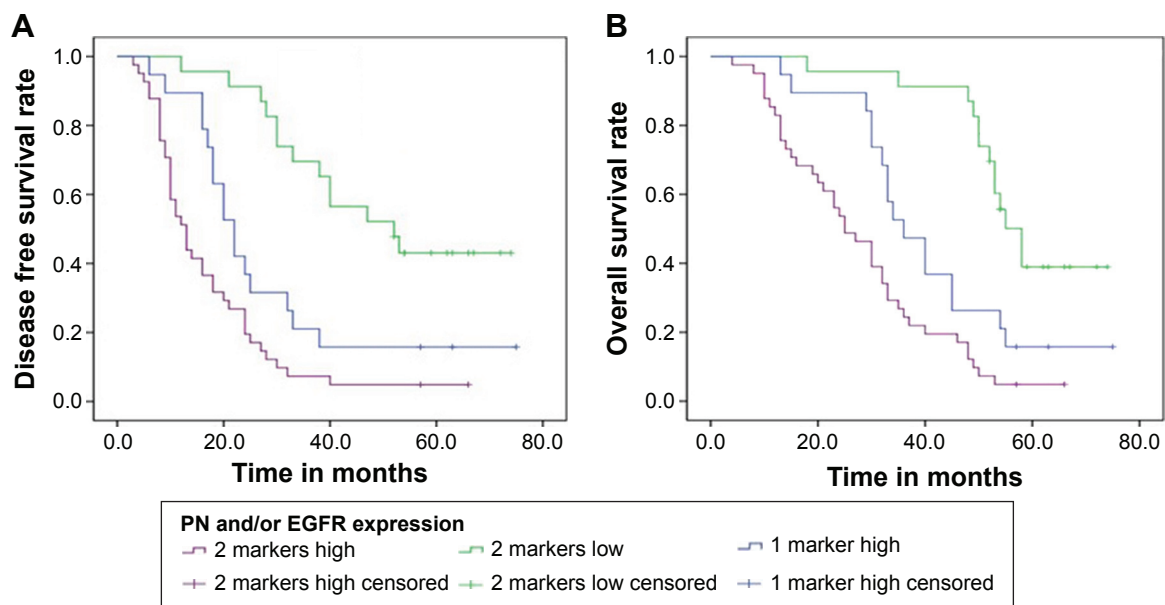 A
B
Disease free survival rate
1.0
0.8
0.6
0.4
0.2
0.0
0.0 20.0 40.0 60.0 80.0
Time in months
Overall survival rate
1.0
0.8
0.6
0.4
0.2
0.0
0.0 20.0 40.0 60.0 80.0
Time in months
PN and/or EGFR expression
2 markers high 2 markers low 1 marker high
2 markers high censored 2 markers low censored 1 marker high censored